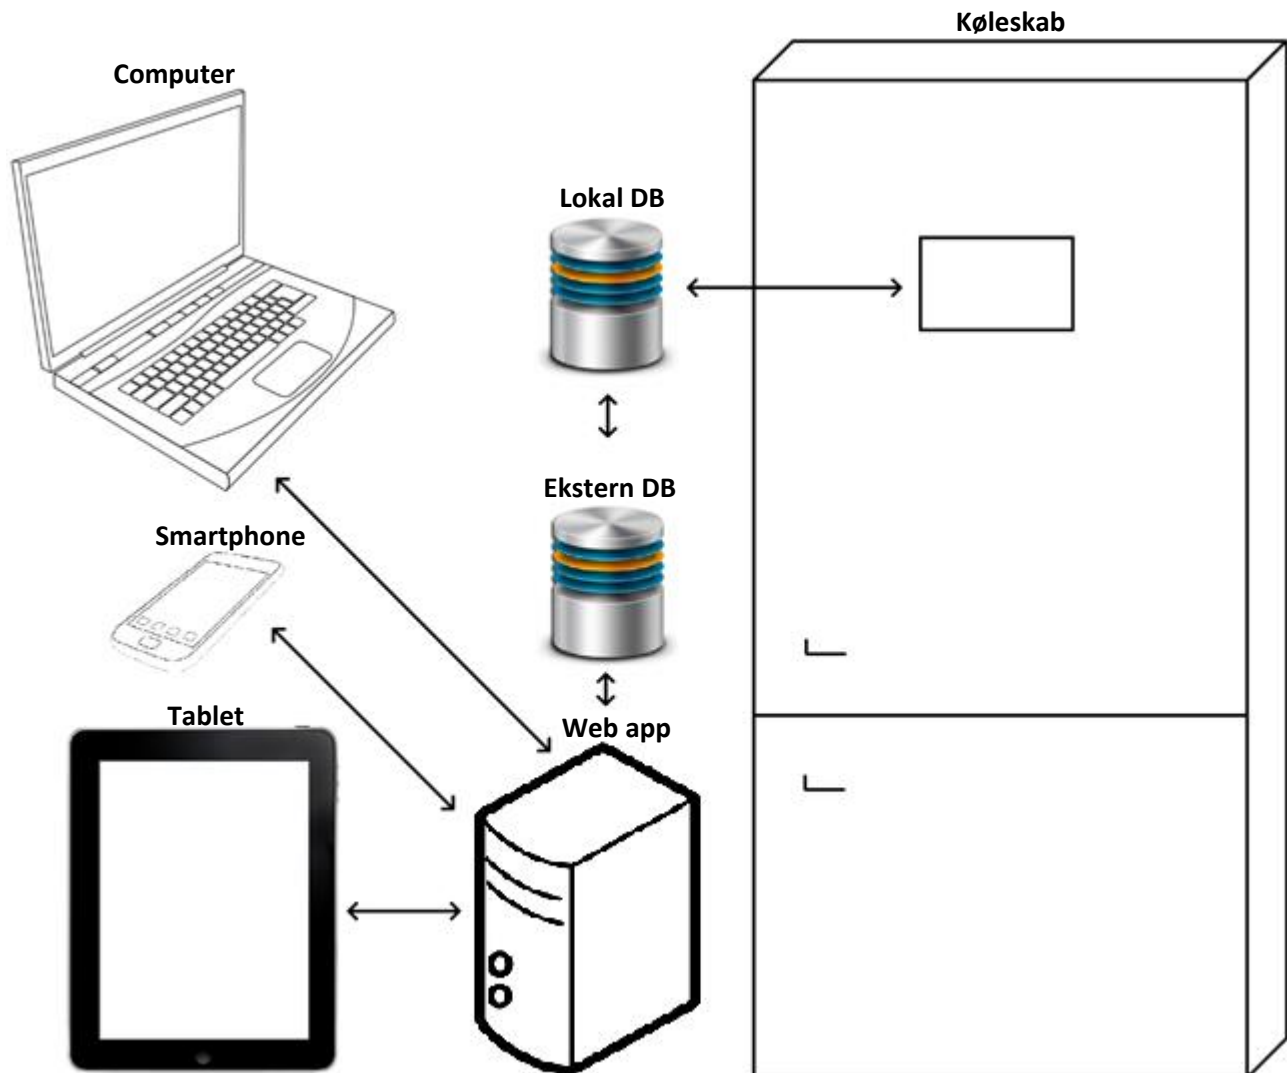 Køleskab
Computer
Lokal DB
Ekstern DB
Smartphone
Tablet
Web app